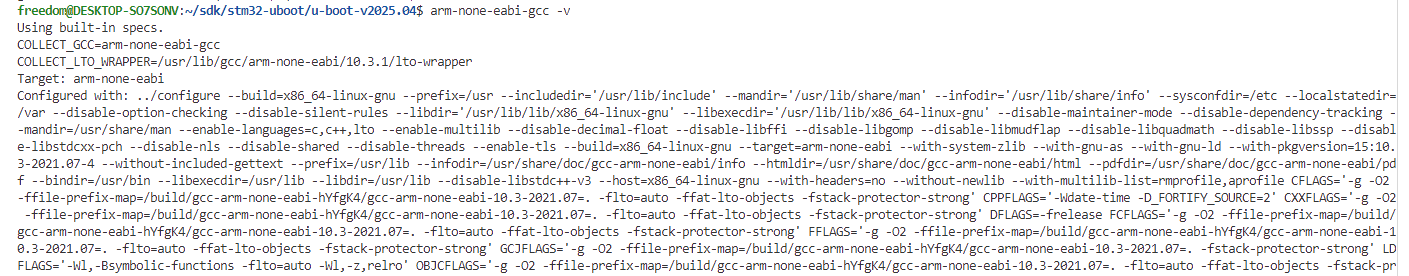 freedom@DESKTOP-SO7SONV:~/sdk/stm32-uboot/u-boot-v2025.04$ arm-none-eabi-gcc -v
Using built-in specs.
COLLECT_GCC=arm-none-eabi-gcc
COLLECT_LTO_WRAPPER=/usr/lib/gcc/arm-none-eabi/10.3.1/lto-wrapper
Target: arm-none-eabi
Configured with: ../configure --build=x86_64-linux-gnu --prefix=/usr --includedir='/usr/lib/include' --mandir='/usr/lib/share/man' --infodir='/usr/lib/share/info' --sysconfdir=/etc --localstatedir=
/var --disable-option-checking --disable-silent-rules --libdir='/usr/lib/lib/x86_64-linux-gnu' --libexecdir='/usr/lib/lib/x86_64-linux-gnu' --disable-maintainer-mode --disable-dependency-tracking -
-mandir=/usr/share/man --enable-languages=c,c++,lto --enable-multilib --disable-decimal-float --disable-libffi --disable-libgomp --disable-libmudflap --disable-libquadmath --disable-libssp --disabl
e-libstdcxx-pch --disable-nls --disable-shared --disable-threads --enable-tls --build=x86_64-linux-gnu --target=arm-none-eabi --with-system-zlib --with-gnu-as --with-gnu-ld --with-pkgversion=15:10.
3-2021.07-4 --without-included-gettext --prefix=/usr/lib --infodir=/usr/share/doc/gcc-arm-none-eabi/info --htmldir=/usr/share/doc/gcc-arm-none-eabi/html --pdfdir=/usr/share/doc/gcc-arm-none-eabi/pd
f --bindir=/usr/bin --libexecdir=/usr/lib --libdir=/usr/lib --disable-libstdc++-v3 --host=x86_64-linux-gnu --with-headers=no --without-newlib --with-multilib-list=rmprofile,aprofile CFLAGS='-g -O2
-ffile-prefix-map=/build/gcc-arm-none-eabi-hYfgK4/gcc-arm-none-eabi-10.3-2021.07=. -flto=auto -ffat-lto-objects -fstack-protector-strong' CPPFLAGS='-Wdate-time -D_FORTIFY_SOURCE=2' CXXFLAGS='-g -O2
-ffile-prefix-map=/build/gcc-arm-none-eabi-hYfgK4/gcc-arm-none-eabi-10.3-2021.07=. -flto=auto -ffat-lto-objects -fstack-protector-strong' DFLAGS=-frelease FCFLAGS='-g -O2 -ffile-prefix-map=/build/
gcc-arm-none-eabi-hYfgK4/gcc-arm-none-eabi-10.3-2021.07=. -flto=auto -ffat-lto-objects -fstack-protector-strong' FFLAGS='-g -O2 -ffile-prefix-map=/build/gcc-arm-none-eabi-hYfgK4/gcc-arm-none-eabi-1
0.3-2021.07=. -flto=auto -ffat-lto-objects -fstack-protector-strong' GCJFLAGS='-g -O2 -ffile-prefix-map=/build/gcc-arm-none-eabi-hYfgK4/gcc-arm-none-eabi-10.3-2021.07=. -flto=auto -ffat-lto-objects -fstack-protector-strong' LD
FLAGS='-Wl,-Bsymbolic-functions -flto=auto -Wl,-z,relro' OBJCFLAGS='-g -O2 -ffile-prefix-map=/build/gcc-arm-none-eabi-hYfgK4/gcc-arm-none-eabi-10.3-2021.07=. -flto=auto -ffat-lto-objects -fstack-pr